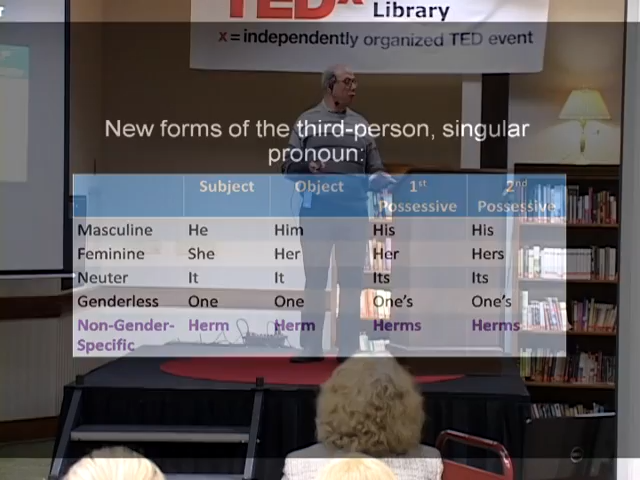 TEDx
Library
x = independently organized TED event
New forms of the third-person, singular
pronoun:
Subject Object 1st Possessive 2nd Possessive
Masculine He Him His His
Feminine She Her Her Hers
Neuter It It Its Its
Genderless One One One's One's
Non-Gender-Specific Herm Herm Herms Herms